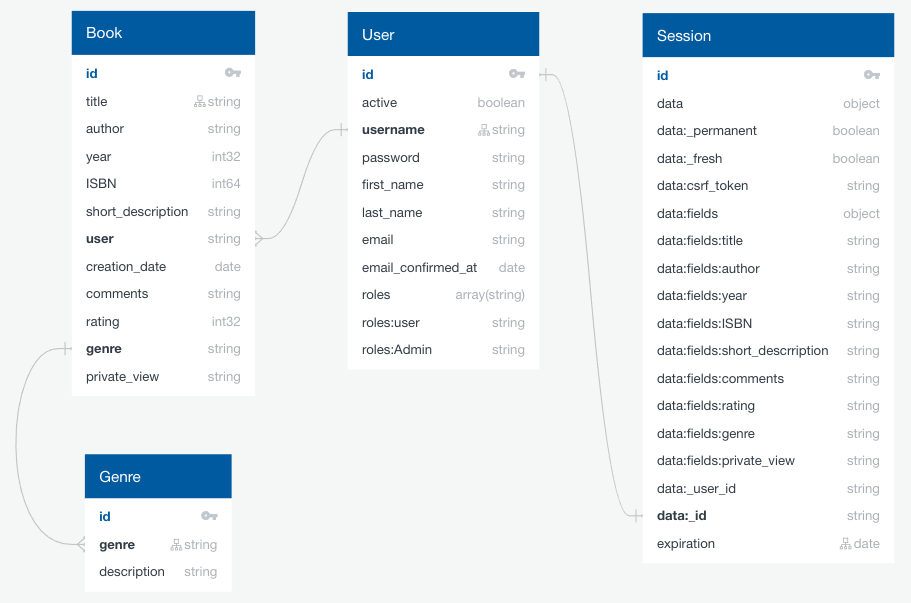 Book
id
title string
author string
year int32
ISBN int64
short_description string
user string
creation_date date
comments string
rating int32
genre string
private_view string
User
id
active boolean
username string
password string
first_name string
last_name string
email string
email_confirmed_at date
roles array(string)
roles:user string
roles:Admin string
Session
id
data object
data:_permanent boolean
data:_fresh boolean
data:csrf_token string
data:fields object
data:fields:title string
data:fields:author string
data:fields:year string
data:fields:ISBN string
data:fields:short_descrription string
data:fields:comments string
data:fields:rating string
data:fields:genre string
data:fields:private_view string
data:_user_id string
data:_id string
expiration date
Genre
id
genre string
description string